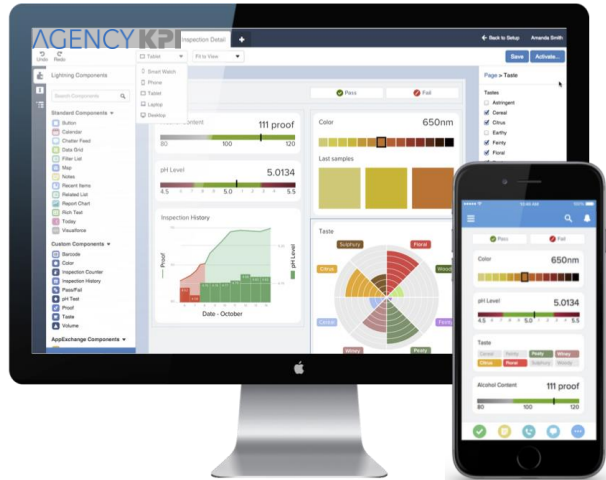 AGENCY KPI
Inspection Detail
Back to Setup
Amanda Smith
Undo
Redo
Tablet
Fit to View
Save
Activate...
Lightning Components
Smart Watch
Phone
Tablet
Laptop
Desktop
Search Components
Page > Taste
Tastes
Astringent
Cereal
Citrus
Earthy
Feinty
Floral
Standard Components
Button
Calendar
Chatter Feed
Data Grid
Filter List
Map
Notes
Recent Items
Related List
Report Chart
Rich Text
Today
Visualforce
Custom Components
Barcode
Color
Inspection Counter
Inspection History
Pass/Fail
pH Test
Proof
Taste
Volume
AppExchange Components
Pass
Fail
111 proof
80
100
120
pH Level
5.0134
4.5
5.0
5.5
Inspection History
Proof
pH Level
Date - October
Color
650nm
Last samples
Taste
Sulphury
Floral
Citrus
Cereal
Winey
Peaty
Pass
Fail
Color
650nm
pH Level
5.0134
4.5
5.0
5.5
Taste
Cereal
Feinty
Peaty
Winey
Citrus
Floral
Sulphury
Woody
Alcohol Content
111 proof
80
100
120